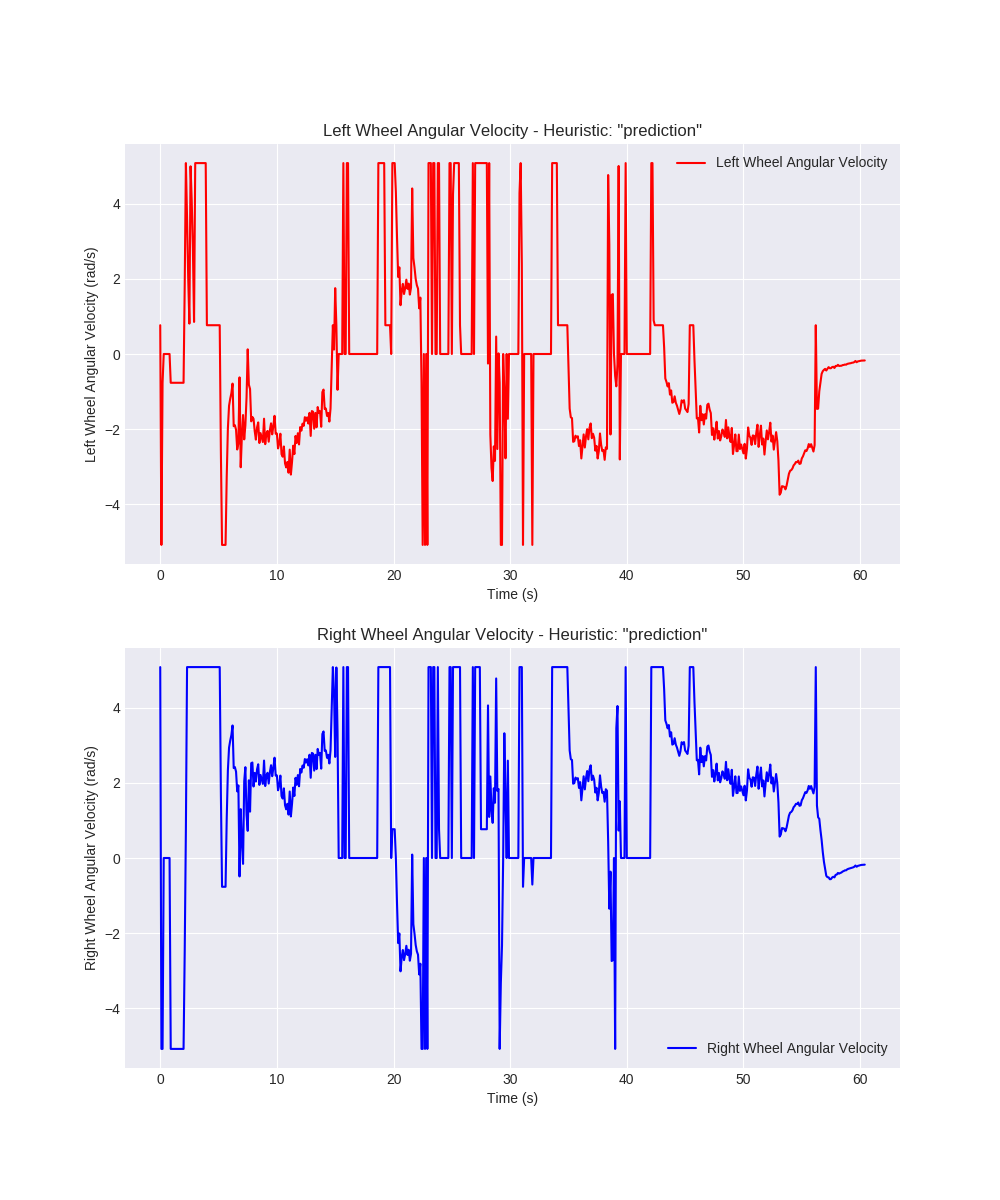 Left Wheel Angular Velocity - Heuristic: "prediction"
Left Wheel Angular Velocity
Left Wheel Angular Velocity (rad/s)
4
2
0
−2
−4
0 10 20 30 40 50 60
Time (s)
Right Wheel Angular Velocity - Heuristic: "prediction"
Right Wheel Angular Velocity (rad/s)
4
2
0
−2
−4
Right Wheel Angular Velocity
0 10 20 30 40 50 60
Time (s)